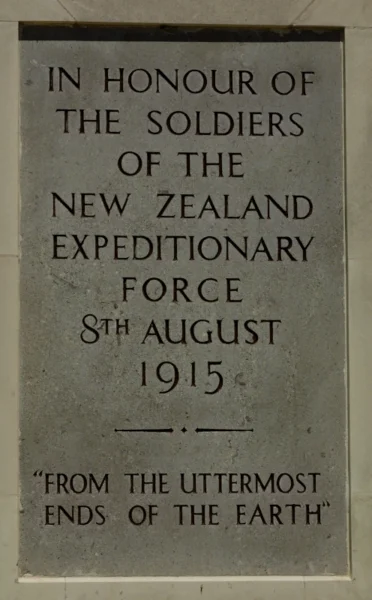 IN HONOUR OF
THE SOLDIERS
OF THE
NEW ZEALAND
EXPEDITIONARY
FORCE
8TH AUGUST
1915
"FROM THE UTTERMOST
ENDS OF THE EARTH"